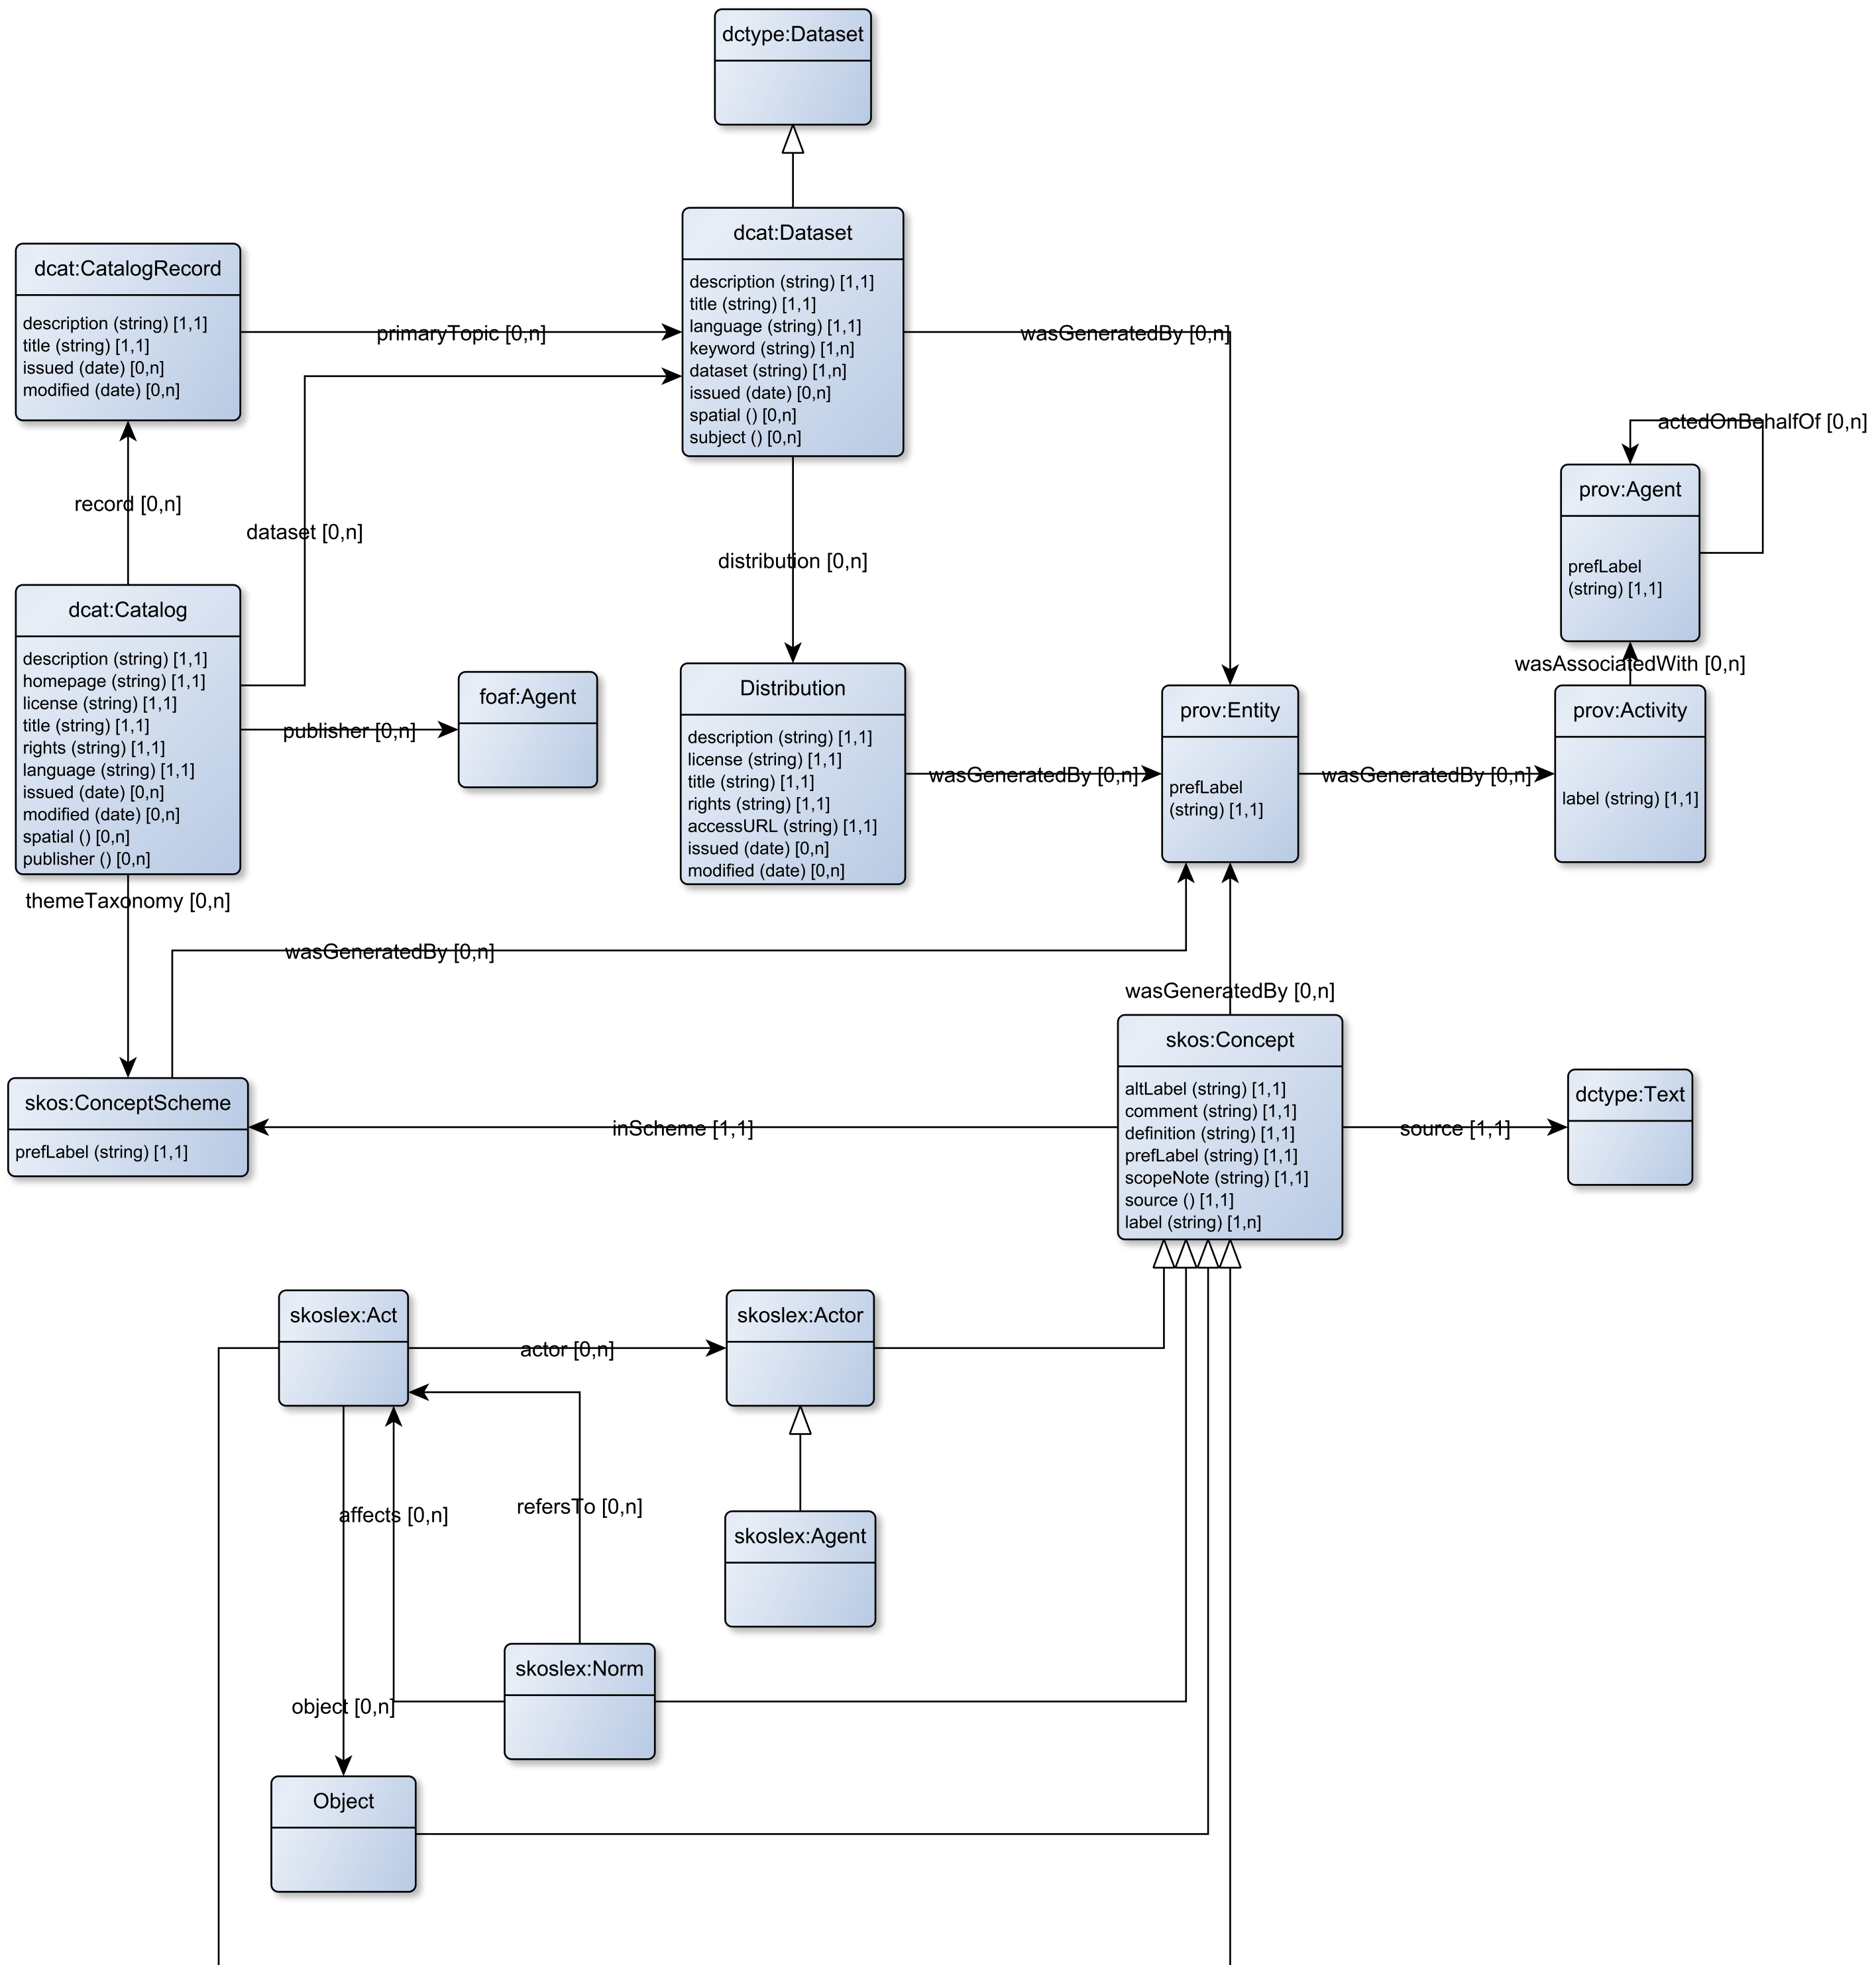 dctype:Dataset
dcat:Dataset
description (string) [1,1]
title (string) [1,1]
language (string) [1,1]
keyword (string) [1,n]
dataset (string) [1,n]
issued (date) [0,n]
spatial () [0,n]
subject () [0,n]
dcat:CatalogRecord
description (string) [1,1]
title (string) [1,1]
issued (date) [0,n]
modified (date) [0,n]
primaryTopic [0,n]
wasGeneratedBy [0,n]
actedOnBehalfOf [0,n]
prov:Agent
prefLabel
(string) [1,1]
record [0,n]
dataset [0,n]
distribution [0,n]
dcat:Catalog
description (string) [1,1]
homepage (string) [1,1]
license (string) [1,1]
title (string) [1,1]
rights (string) [1,1]
language (string) [1,1]
issued (date) [0,n]
modified (date) [0,n]
spatial () [0,n]
publisher () [0,n]
publisher [0,n]
foaf:Agent
Distribution
description (string) [1,1]
license (string) [1,1]
title (string) [1,1]
rights (string) [1,1]
accessURL (string) [1,1]
issued (date) [0,n]
modified (date) [0,n]
wasGeneratedBy [0,n]
prov:Entity
prefLabel
(string) [1,1]
wasGeneratedBy [0,n]
wasAssociatedWith [0,n]
prov:Activity
label (string) [1,1]
themeTaxonomy [0,n]
wasGeneratedBy [0,n]
wasGeneratedBy [0,n]
skos:ConceptScheme
prefLabel (string) [1,1]
inScheme [1,1]
skos:Concept
altLabel (string) [1,1]
comment (string) [1,1]
definition (string) [1,1]
prefLabel (string) [1,1]
scopeNote (string) [1,1]
source () [1,1]
label (string) [1,n]
source [1,1]
dctype:Text
skoslex:Act
actor [0,n]
skoslex:Actor
affects [0,n]
refersTo [0,n]
skoslex:Agent
skoslex:Norm
object [0,n]
Object